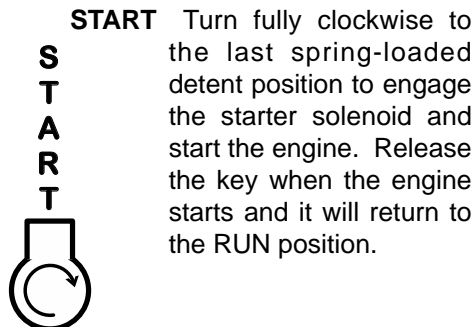 START Turn fully clockwise to
the last spring-loaded
detent position to engage
the starter solenoid and
start the engine. Release
the key when the engine
starts and it will return to
the RUN position.
START